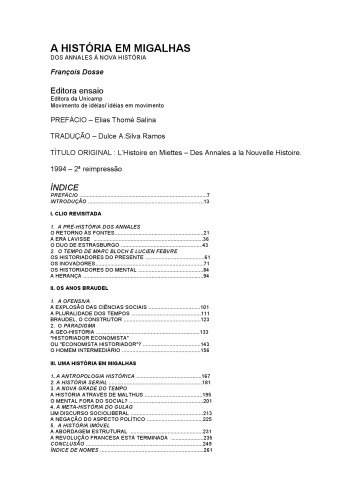 A HISTÓRIA EM MIGALHAS
DOS ANNALES À NOVA HISTÓRIA
François Dosse
Editora ensaio
Editora da Unicamp
Movimento de idéias/ idéias em movimento
PREFÁCIO – Elias Thomé Salina
TRADUÇÃO – Dulce A.Silva Ramos
TÍTULO ORIGINAL : L'Histoire en Miettes – Des Annales a la Nouvelle Histoire.
1994 – 2ª reimpressão
ÍNDICE
PREFÁCIO ...............................................................................7
INTRODUÇÃO ........................................................................13
I. CLIO REVISITADA
1. A PRÉ-HISTÓRIA DOS ANNALES
O RETORNO ÀS FONTES.......................................................21
A ERA LAVISSE ....................................................................36
O DUO DE ESTRASBURGO ..................................................43
2. O TEMPO DE MARC BLOCH E LUCIEN FEBVRE
OS HISTORIADORES DO PRESENTE .....................................61
OS INOVADORES..................................................................71
OS HISTORIADORES DO MENTAL ........................................84
A HERANÇA ..........................................................................94
II. OS ANOS BRAUDEL
1. A OFENSIVA
A EXPLOSÃO DAS CIÊNCIAS SOCIAIS ................................101
A PLURALIDADE DOS TEMPOS ...........................................111
BRAUDEL, O CONSTRUTOR ................................................123
2. O PARADIGMA
A GEO-HISTÓRIA .................................................................133
"HISTORIADOR ECONOMISTA"
OU "ECONOMISTA HISTORIADOR"? ....................................143
O HOMEM INTERMEDIÁRIO .................................................156
III. UMA HISTÓRIA EM MIGALHAS
1. A ANTROPOLOGIA HISTÓRICA ........................................167
2. A HISTÓRIA SERIAL ..........................................................181
3. A NOVA GRADE DO TEMPO
A HISTÓRIA ATRAVÉS DE MALTHUS ....................................195
O MENTAL FORA DO SOCIAL? ..............................................201
4. A META-HISTÓRIA DO GULAG
UM DISCURSO SOCIOLIBERAL ............................................213
A NEGAÇÃO DO ASPECTO POLÍTICO ..................................225
5. A HISTÓRIA IMÓVEL
A ABORDAGEM ESTRUTURAL .............................................231
A REVOLUÇÃO FRANCESA ESTÁ TERMINADA ....................235
CONCLUSÃO .........................................................................249
ÍNDICE DE NOMES ................................................................261